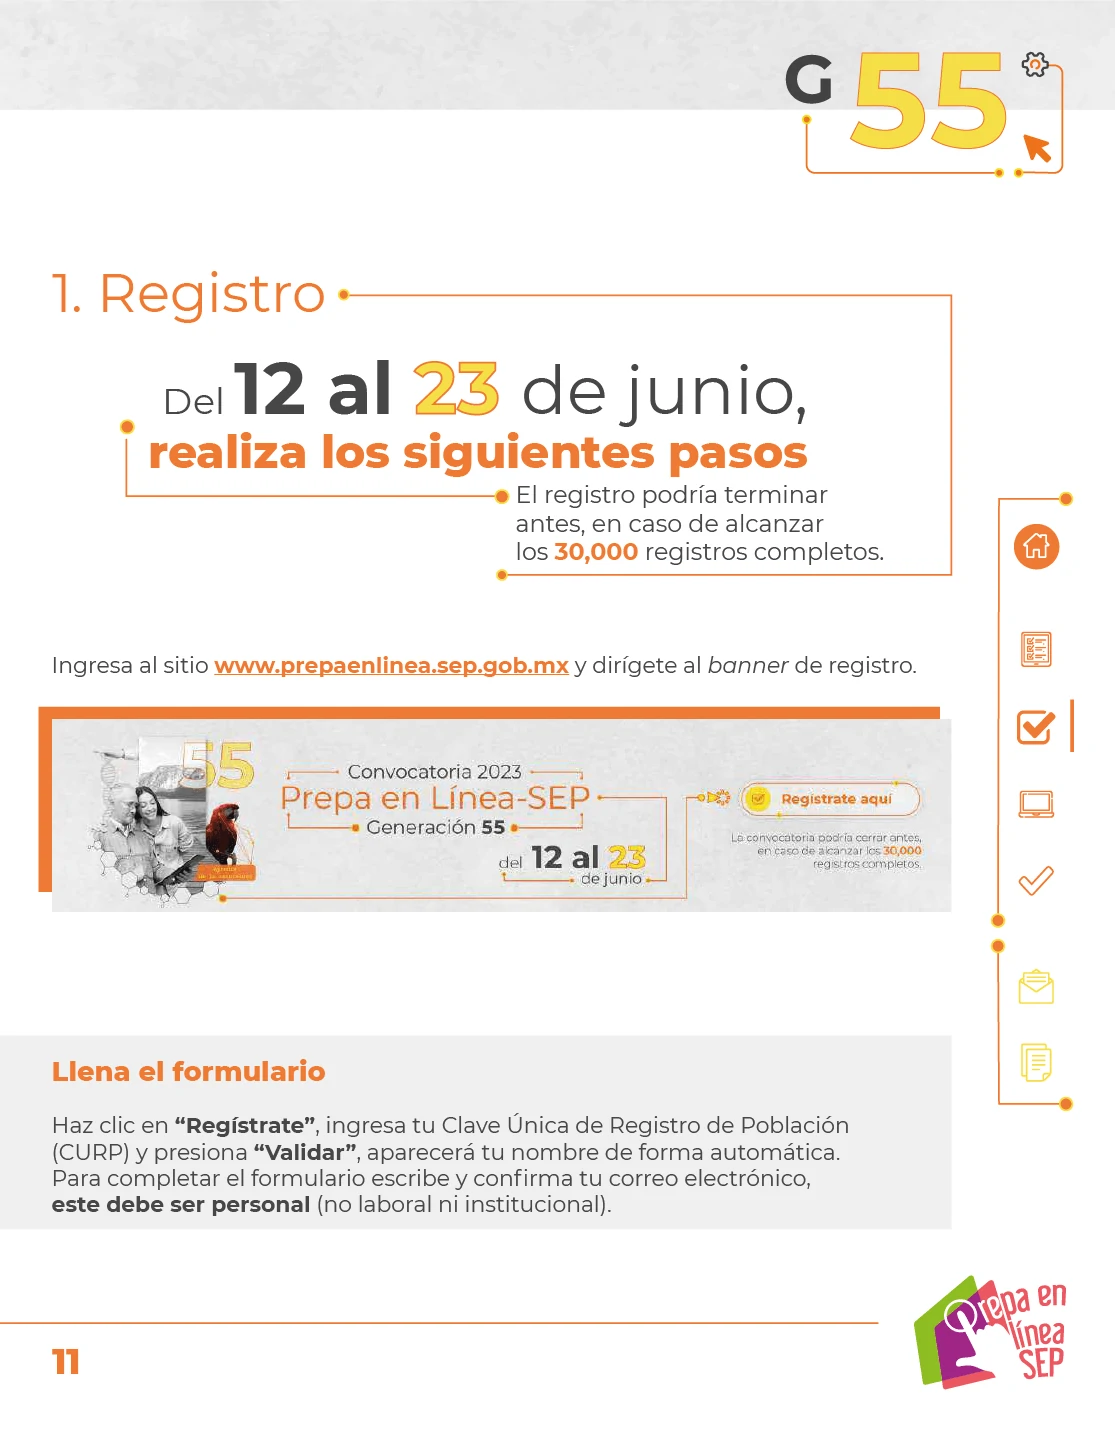 G 55
1. Registro
Del 12 al 23 de junio,
realiza los siguientes pasos
El registro podría terminar
antes, en caso de alcanzar
los 30,000 registros completos.
Ingresa al sitio www.prepaenlinea.sep.gob.mx y dirígete al banner de registro.
55
Convocatoria 2023
Prepa en Línea-SEP
Generación 55
del 12 al 23
de junio
Regístrate aquí
La convocatoria podría cerrar antes,
en caso de alcanzar los 30,000
registros completos.
Llena el formulario
Haz clic en “Regístrate”, ingresa tu Clave Única de Registro de Población
(CURP) y presiona “Validar”, aparecerá tu nombre de forma automática.
Para completar el formulario escribe y confirma tu correo electrónico,
este debe ser personal (no laboral ni institucional).
11
Prepa en
línea
SEP